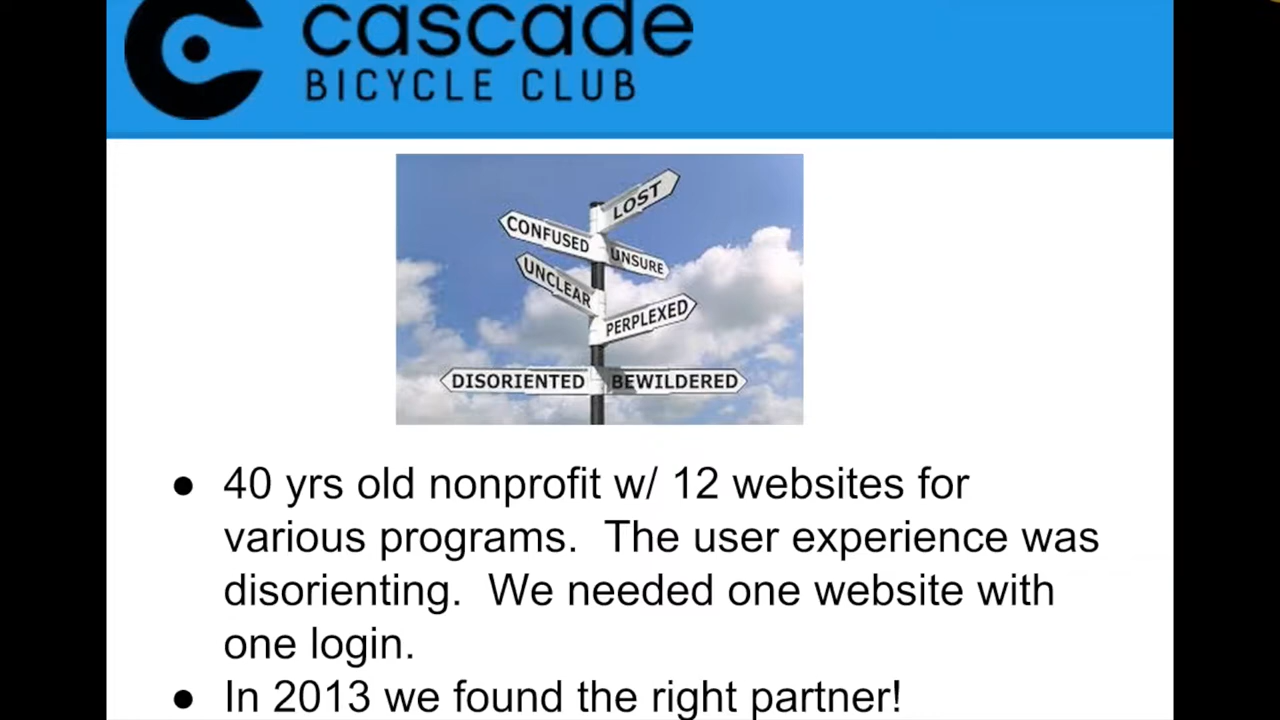 cascade
BICYCLE CLUB
LOST
CONFUSED
UNSURE
UNCLEAR
PERPLEXED
DISORIENTED
BEWILDERED
● 40 yrs old nonprofit w/ 12 websites for
various programs.  The user experience was
disorienting.  We needed one website with
one login.
● In 2013 we found the right partner!